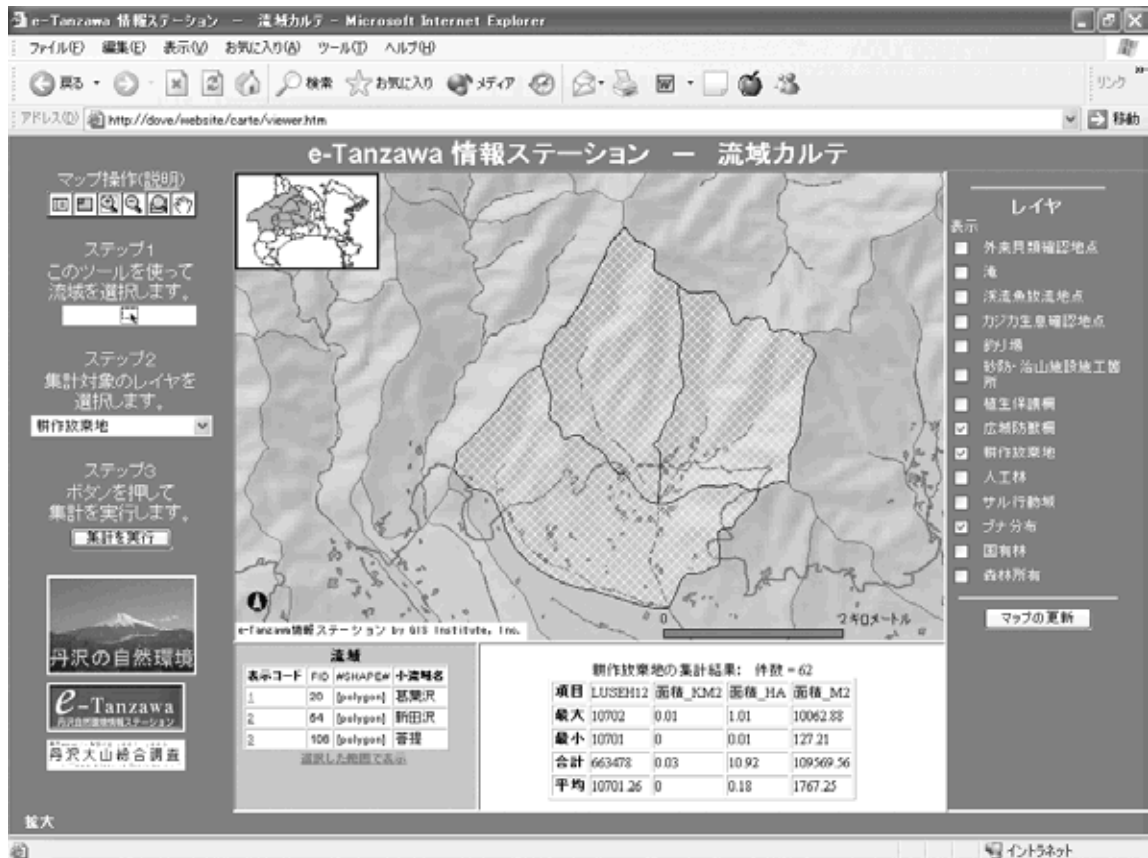 e-Tanzawa 情報ステーション － 流域カルテ - Microsoft Internet Explorer
ファイル(F) 編集(E) 表示(V) お気に入り(A) ツール(T) ヘルプ(H)
戻る 検索 お気に入り メディア リンク
アドレス(D) http://dove/website/carte/viewer.htm 移動
e-Tanzawa 情報ステーション － 流域カルテ
マップ操作(説明)
ステップ1
このツールを使って
流域を選択します。
ステップ2
集計対象のレイヤを
選択します。
耕作放棄地
ステップ3
ボタンを押して
集計を実行します。
集計を実行
丹沢の自然環境
e-Tanzawa
丹沢自然環境情報ステーション
丹沢大山総合調査
0 2キロメートル
e-Tanzawa情報ステーション by GIS Institute, Inc.
流域
表示コード FID #SHAPE# 小流域名
1 20 [polygon] 葛葉沢
2 64 [polygon] 新田沢
3 106 [polygon] 菩提
選択した範囲で表示
耕作放棄地の集計結果: 件数 = 62
項目 LUSEH12 面積_KM2 面積_HA 面積_M2
最大 10702 0.01 1.01 10062.88
最小 10701 0 0.01 127.21
合計 663478 0.03 10.92 109569.56
平均 10701.26 0 0.18 1767.25
レイヤ
表示
外来貝類確認地点
滝
渓流魚放流地点
カジカ生息確認地点
釣り場
砂防・治山施設施工箇
所
植生保護柵
広域防獣柵
耕作放棄地
人工林
サル行動域
ブナ分布
国有林
森林所有
マップの更新
拡大
イントラネット